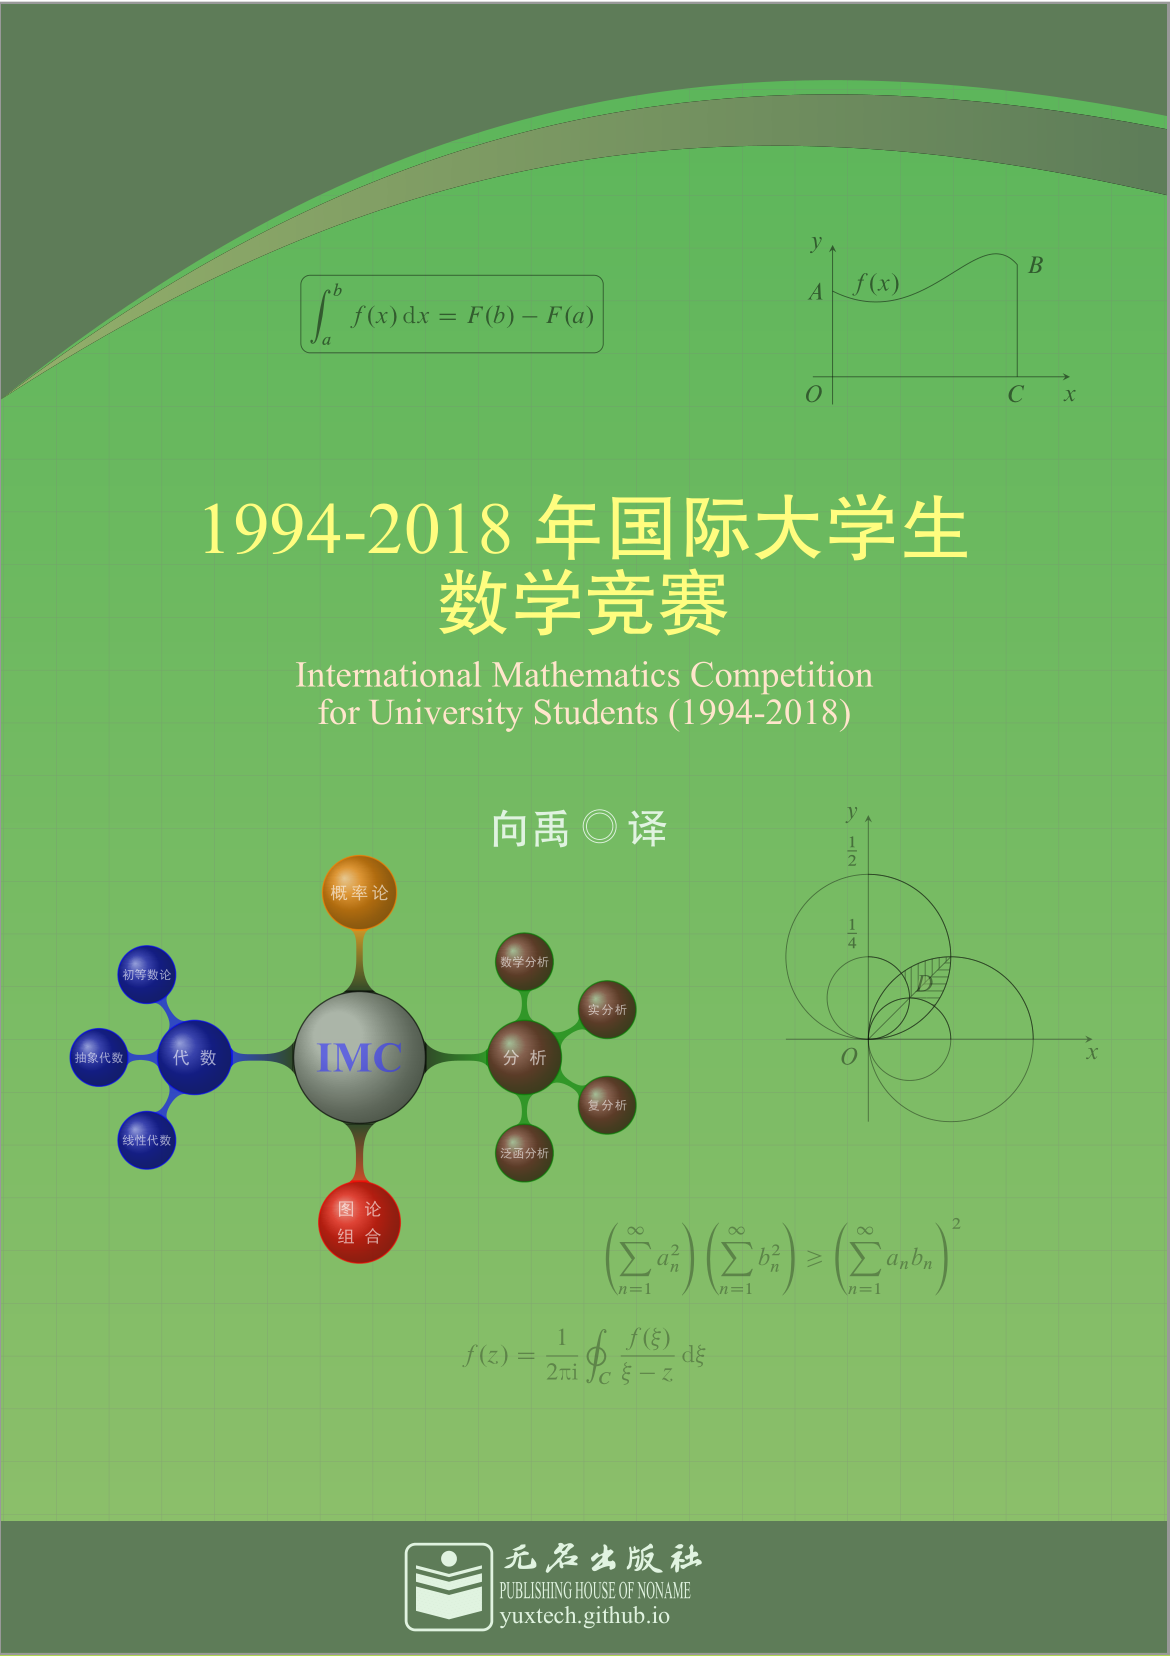 y
B
A
f(x)
∫_a^b f(x) dx = F(b) − F(a)
O
C
x
1994-2018 年国际大学生
数学竞赛
International Mathematics Competition
for University Students (1994-2018)
向禹 ◎ 译
y
1/2
1/4
D
O
x
概率论
初等数论
抽象代数
代 数
线性代数
IMC
数学分析
实分析
分 析
复分析
泛函分析
图 论
组 合
(∑_{n=1}^∞ a_n^2) (∑_{n=1}^∞ b_n^2) ⩾ (∑_{n=1}^∞ a_n b_n)^2
f(z) = 1/(2πi) ∮_C f(ξ)/(ξ − z) dξ
无名出版社
PUBLISHING HOUSE OF NONAME
yuxtech.github.io